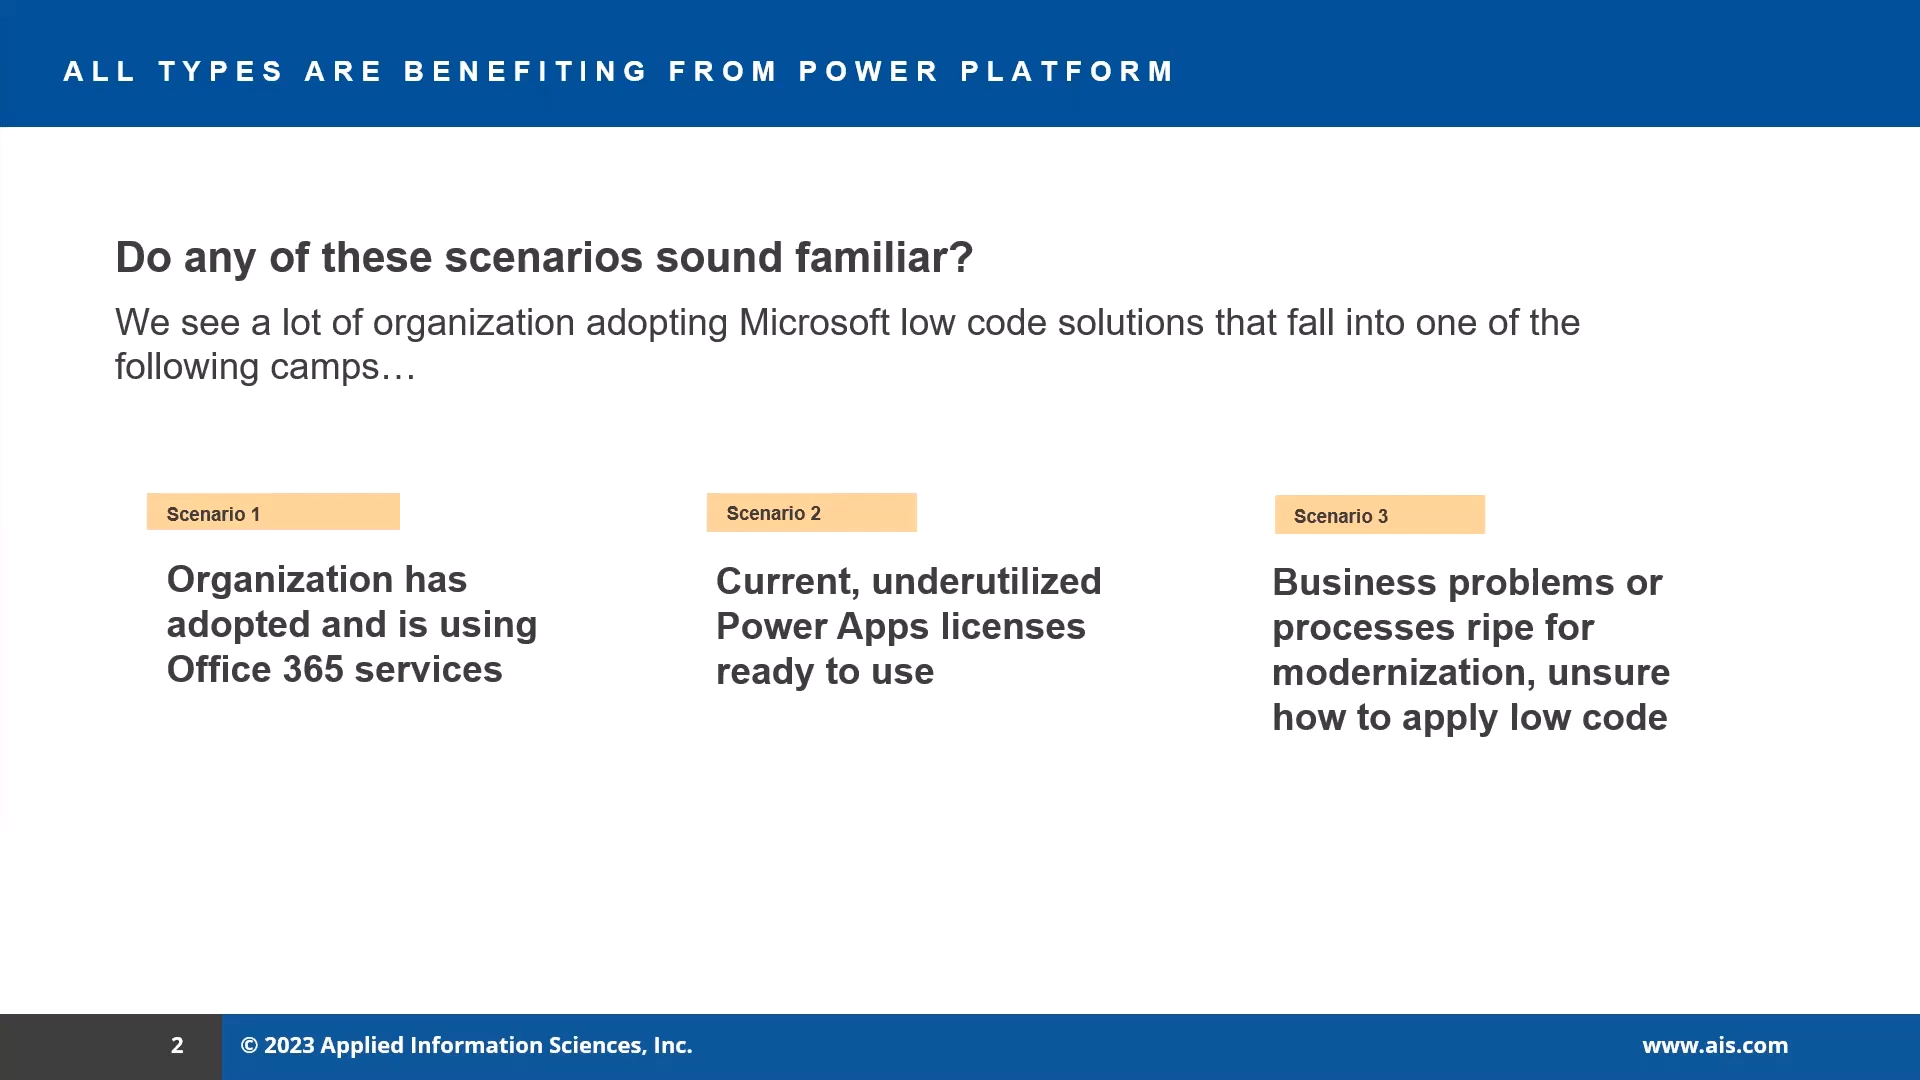 ALL TYPES ARE BENEFITING FROM POWER PLATFORM
Do any of these scenarios sound familiar?
We see a lot of organization adopting Microsoft low code solutions that fall into one of the
following camps…
Scenario 1
Organization has
adopted and is using
Office 365 services
Scenario 2
Current, underutilized
Power Apps licenses
ready to use
Scenario 3
Business problems or
processes ripe for
modernization, unsure
how to apply low code
2
© 2023 Applied Information Sciences, Inc.
www.ais.com